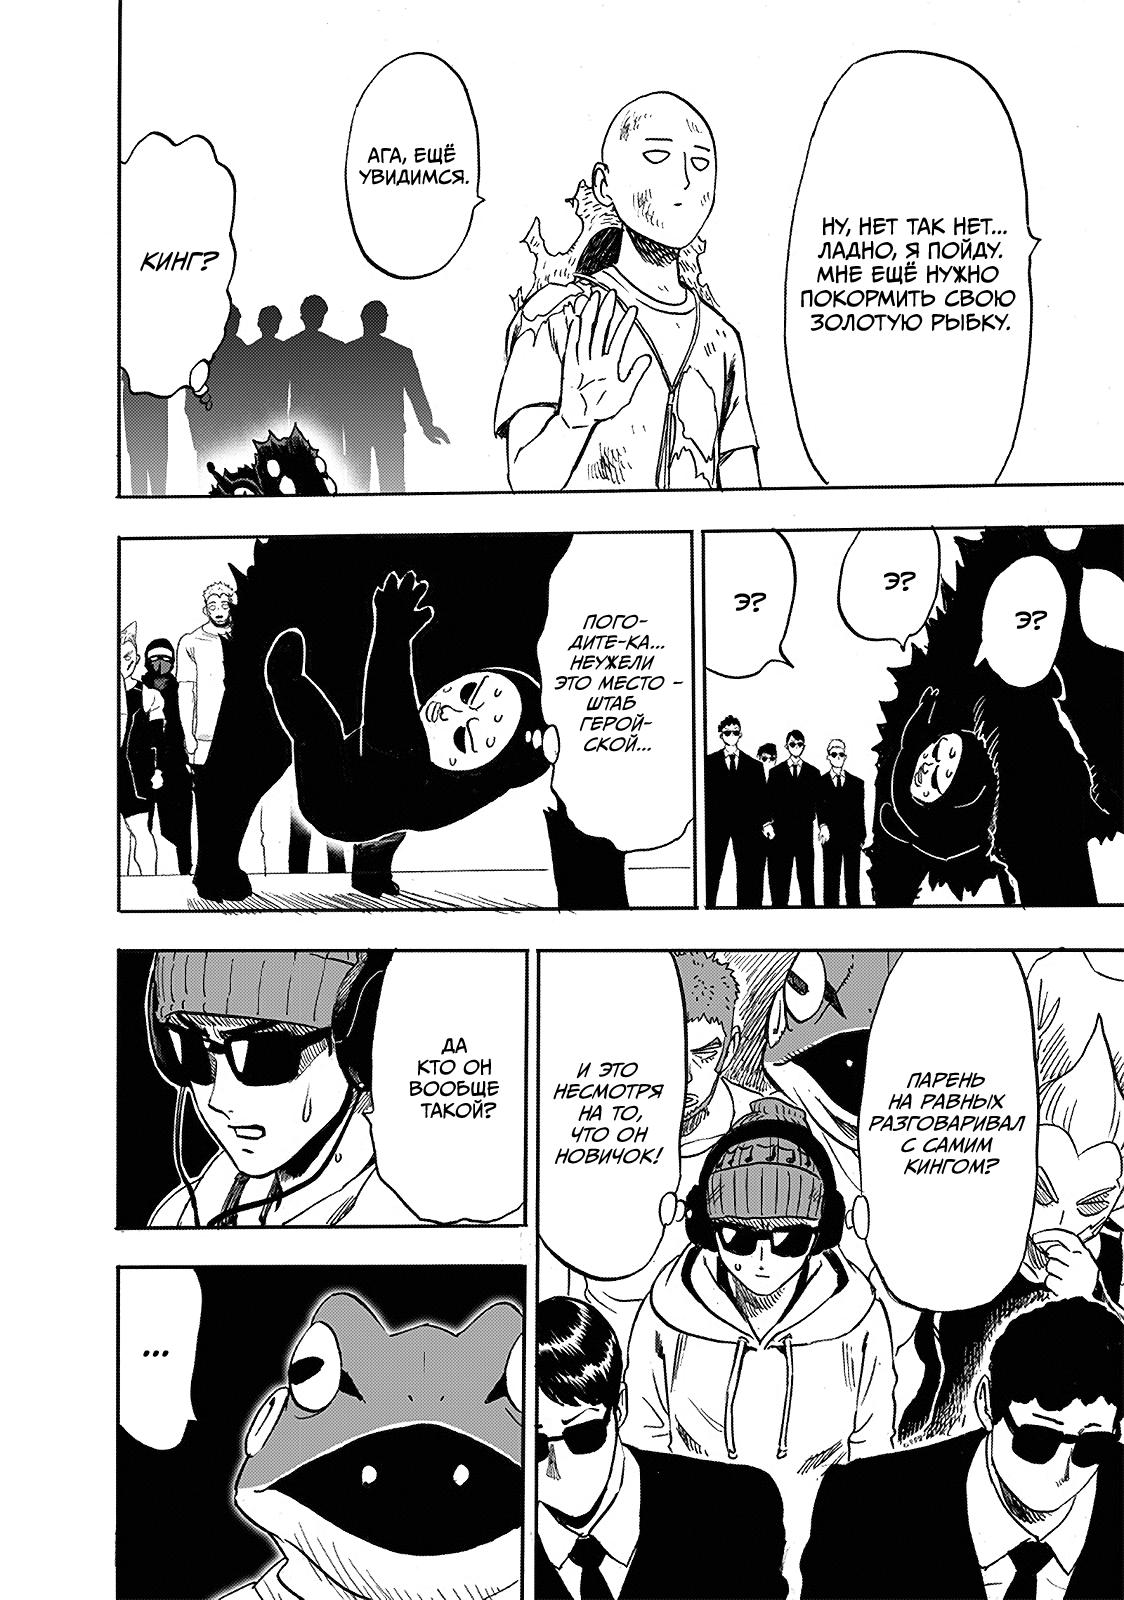 НУ, НЕТ ТАК НЕТ...
ЛАДНО, Я ПОЙДУ.
МНЕ ЕЩЁ НУЖНО
ПОКОРМИТЬ СВОЮ
ЗОЛОТУЮ РЫБКУ.
АГА, ЕЩЁ
УВИДИМСЯ.
КИНГ?
Э?
Э?
Э?
ПОГО-
ДИТЕ-КА...
НЕУЖЕЛИ
ЭТО МЕСТО -
ШТАБ
ГЕРОЙ-
СКОЙ...
ПАРЕНЬ
НА РАВНЫХ
РАЗГОВАРИВАЛ
С САМИМ
КИНГОМ?
И ЭТО
НЕСМОТРЯ
НА ТО,
ЧТО ОН
НОВИЧОК!
ДА
КТО ОН
ВООБЩЕ
ТАКОЙ?
...